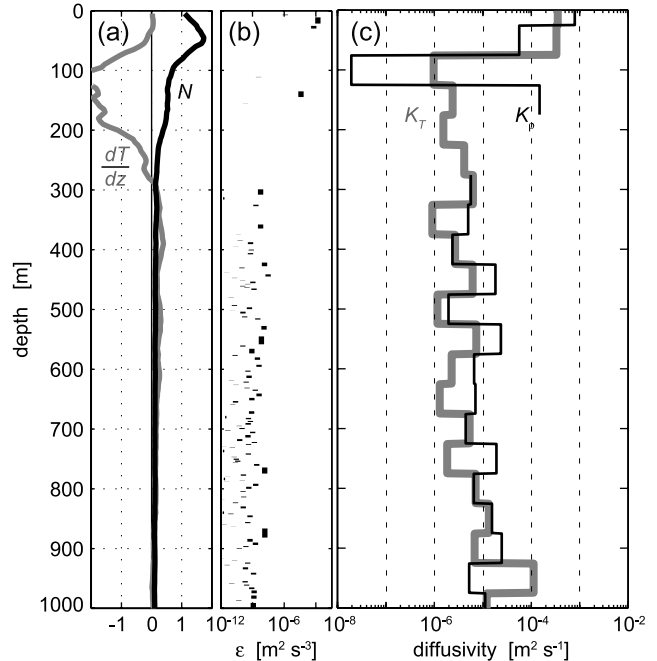 (a)
(b)
(c)
0
100
200
300
400
500
600
700
800
900
1000
depth [m]
N
dT
dz
K_T
K_ρ
-1 0 1
10^-12 10^-6
ε [m² s⁻³]
10^-8 10^-6 10^-4 10^-2
diffusivity [m² s⁻¹]